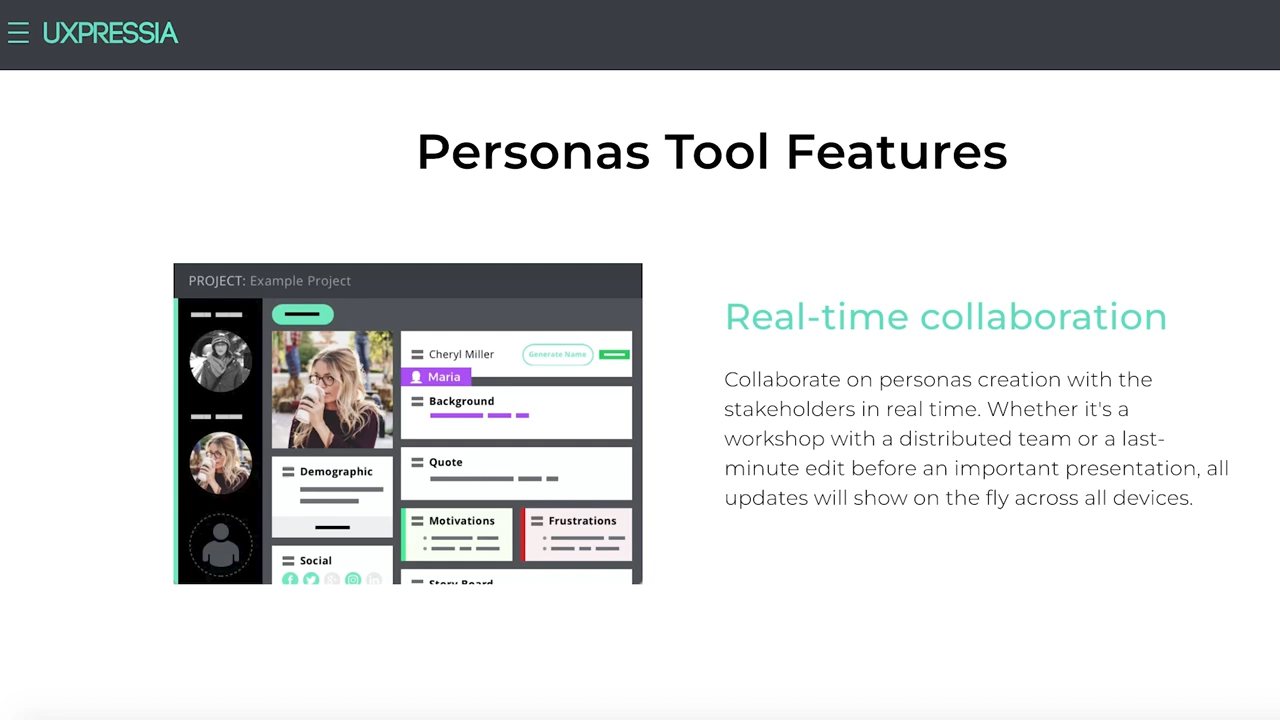 UXPRESSIA
Personas Tool Features
PROJECT: Example Project
Cheryl Miller
Generate Name
Maria
Background
Quote
Demographic
Motivations
Frustrations
Social
Story Board
Real-time collaboration
Collaborate on personas creation with the
stakeholders in real time. Whether it's a
workshop with a distributed team or a last-
minute edit before an important presentation, all
updates will show on the fly across all devices.